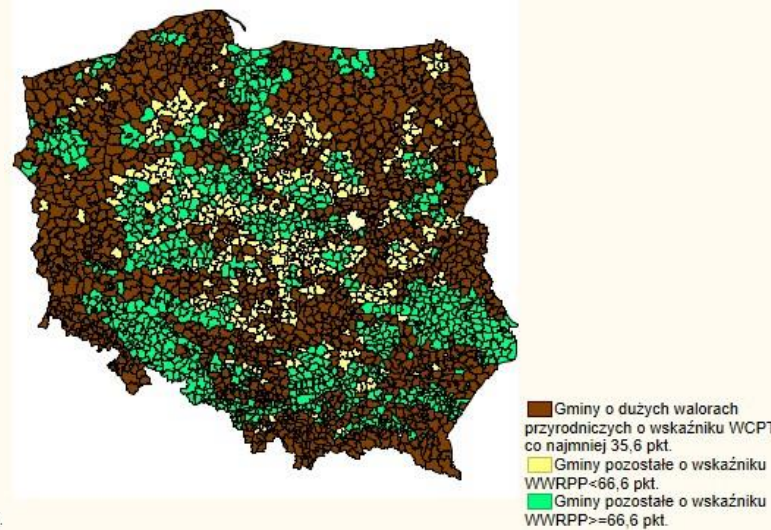 Gminy o dużych walorach
przyrodniczych o wskaźniku WCPT
co najmniej 35,6 pkt.
Gminy pozostałe o wskaźniku
WWRPP<66,6 pkt.
Gminy pozostałe o wskaźniku
WWRPP>=66,6 pkt.